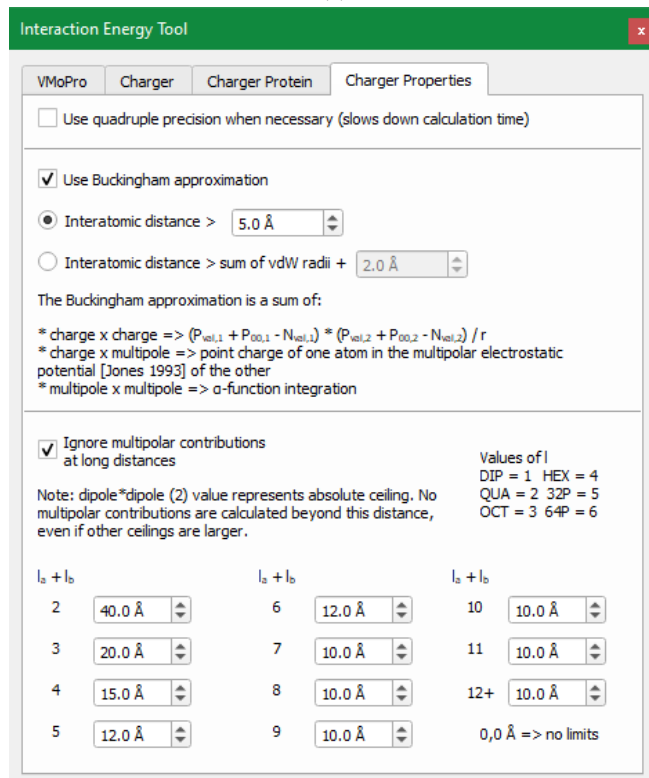 Interaction Energy Tool
x
VMoPro Charger Charger Protein Charger Properties
Use quadruple precision when necessary (slows down calculation time)
Use Buckingham approximation
Interatomic distance > 5.0 Å
Interatomic distance > sum of vdW radii + 2.0 Å
The Buckingham approximation is a sum of:
* charge x charge => (Pval,1 + P00,1 - Nval,1) * (Pval,2 + P00,2 - Nval,2) / r
* charge x multipole => point charge of one atom in the multipolar electrostatic
potential [Jones 1993] of the other
* multipole x multipole => α-function integration
Ignore multipolar contributions
at long distances
Values of l
DIP = 1 HEX = 4
QUA = 2 32P = 5
OCT = 3 64P = 6
Note: dipole*dipole (2) value represents absolute ceiling. No
multipolar contributions are calculated beyond this distance,
even if other ceilings are larger.
la + lb la + lb la + lb
2 40.0 Å 6 12.0 Å 10 10.0 Å
3 20.0 Å 7 10.0 Å 11 10.0 Å
4 15.0 Å 8 10.0 Å 12+ 10.0 Å
5 12.0 Å 9 10.0 Å 0,0 Å => no limits